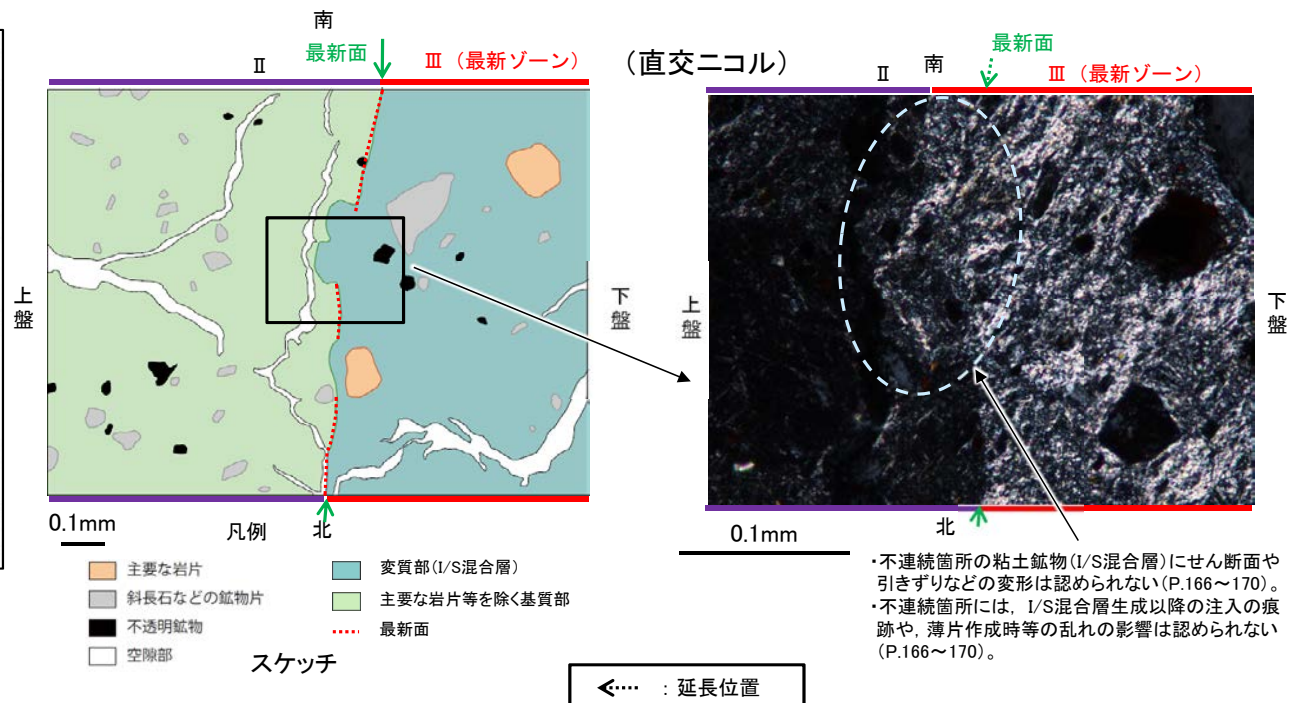 南
最新面
Ⅱ
Ⅲ（最新ゾーン）
上盤
下盤
北
0.1mm
凡例
主要な岩片
斜長石などの鉱物片
不透明鉱物
空隙部
変質部(I/S混合層)
主要な岩片等を除く基質部
最新面
スケッチ
（直交ニコル）
最新面
Ⅱ
南
Ⅲ（最新ゾーン）
上盤
下盤
北
0.1mm
・不連続箇所の粘土鉱物(I/S混合層)にせん断面や
引きずりなどの変形は認められない(P.166～170)。
・不連続箇所には，I/S混合層生成以降の注入の痕
跡や，薄片作成時等の乱れの影響は認められない
(P.166～170)。
：延長位置